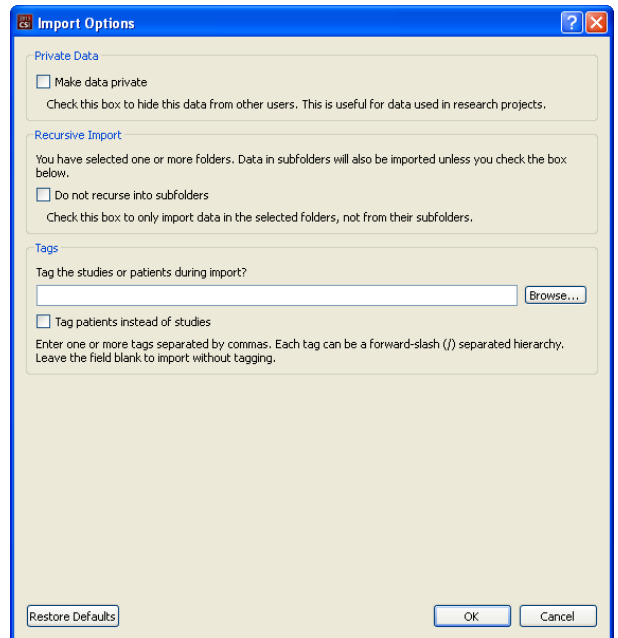 2013
CSI
Import Options
?
Private Data
Make data private
Check this box to hide this data from other users. This is useful for data used in research projects.
Recursive Import
You have selected one or more folders. Data in subfolders will also be imported unless you check the box
below.
Do not recurse into subfolders
Check this box to only import data in the selected folders, not from their subfolders.
Tags
Tag the studies or patients during import?
Browse...
Tag patients instead of studies
Enter one or more tags separated by commas. Each tag can be a forward-slash (/) separated hierarchy.
Leave the field blank to import without tagging.
Restore Defaults
OK
Cancel